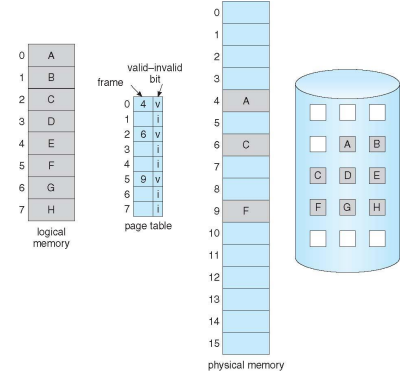 0 A
1 B
2 C
3 D
4 E
5 F
6 G
7 H
logical
memory
valid–invalid
bit
frame
0 4 v
1 i
2 6 v
3 i
4 i
5 9 v
6 i
7 i
page table
0
1
2
3
4 A
5
6 C
7
8
9 F
10
11
12
13
14
15
physical memory
A B
C D E
F G H